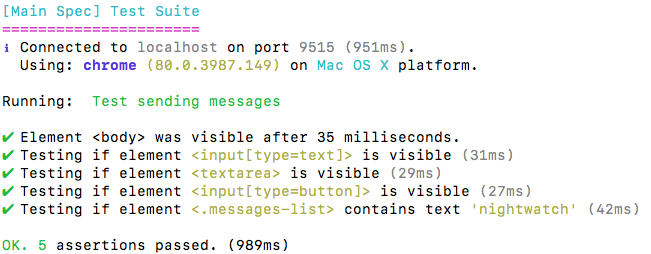 [Main Spec] Test Suite
======================
ℹ Connected to localhost on port 9515 (951ms).
Using: chrome (80.0.3987.149) on Mac OS X platform.
Running: Test sending messages
✔ Element <body> was visible after 35 milliseconds.
✔ Testing if element <input[type=text]> is visible (31ms)
✔ Testing if element <textarea> is visible (29ms)
✔ Testing if element <input[type=button]> is visible (27ms)
✔ Testing if element <.messages-list> contains text 'nightwatch' (42ms)
OK. 5 assertions passed. (989ms)